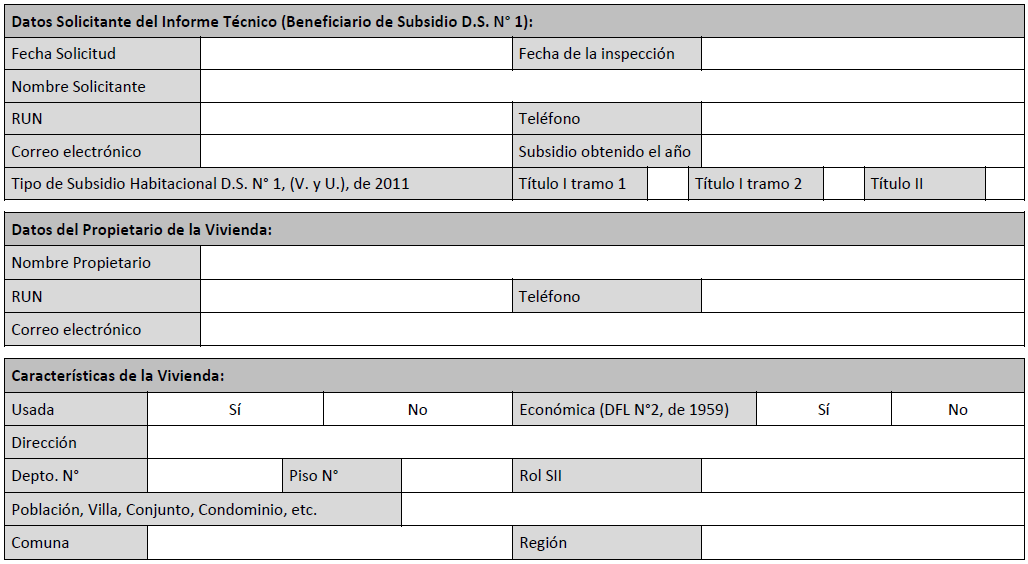 Datos Solicitante del Informe Técnico (Beneficiario de Subsidio D.S. N° 1):
Fecha Solicitud Fecha de la inspección
Nombre Solicitante
RUN Teléfono
Correo electrónico Subsidio obtenido el año
Tipo de Subsidio Habitacional D.S. N° 1, (V. y U.), de 2011 Título I tramo 1 Título I tramo 2 Título II
Datos del Propietario de la Vivienda:
Nombre Propietario
RUN Teléfono
Correo electrónico
Características de la Vivienda:
Usada Sí No Económica (DFL N°2, de 1959) Sí No
Dirección
Depto. N° Piso N° Rol SII
Población, Villa, Conjunto, Condominio, etc.
Comuna Región